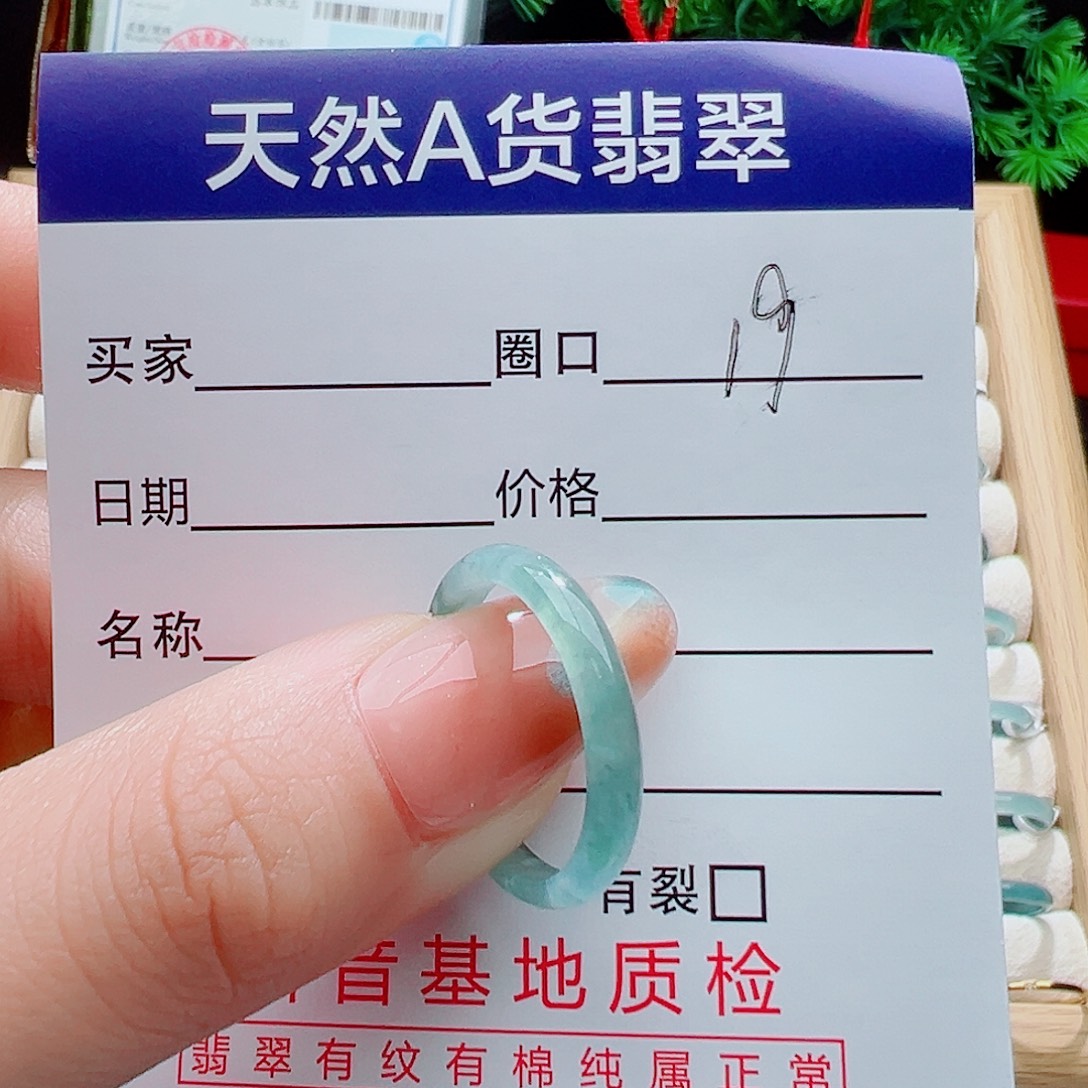 天然A货翡翠
买家 圈口 19
日期 价格
名称
有裂
音基地质检
翡翠有纹有棉纯属正常